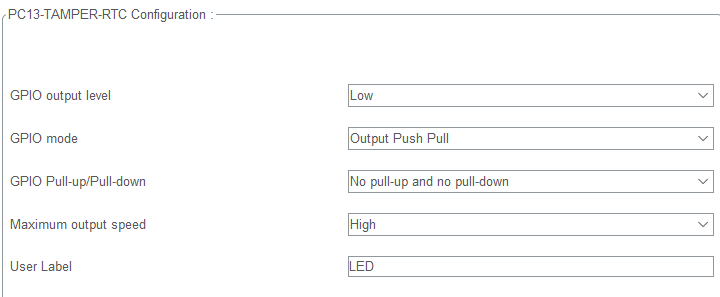 PC13-TAMPER-RTC Configuration :
GPIO output level Low
GPIO mode Output Push Pull
GPIO Pull-up/Pull-down No pull-up and no pull-down
Maximum output speed High
User Label LED